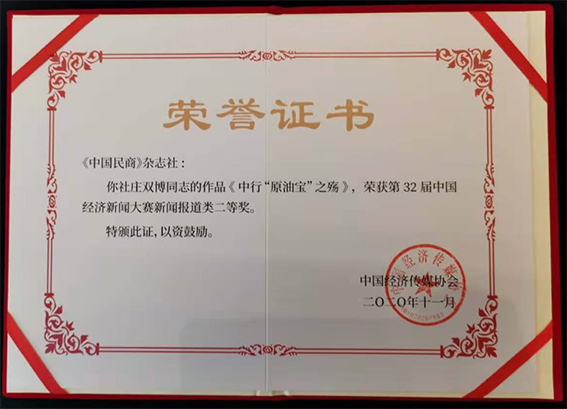 荣誉证书
《中国民商》杂志社：
你社庄双博同志的作品《中行“原油宝”之殇》，荣获第 32 届中国
经济新闻大赛新闻报道类二等奖。
特颁此证，以资鼓励。
中国经济传媒协会
二〇二〇年十一月